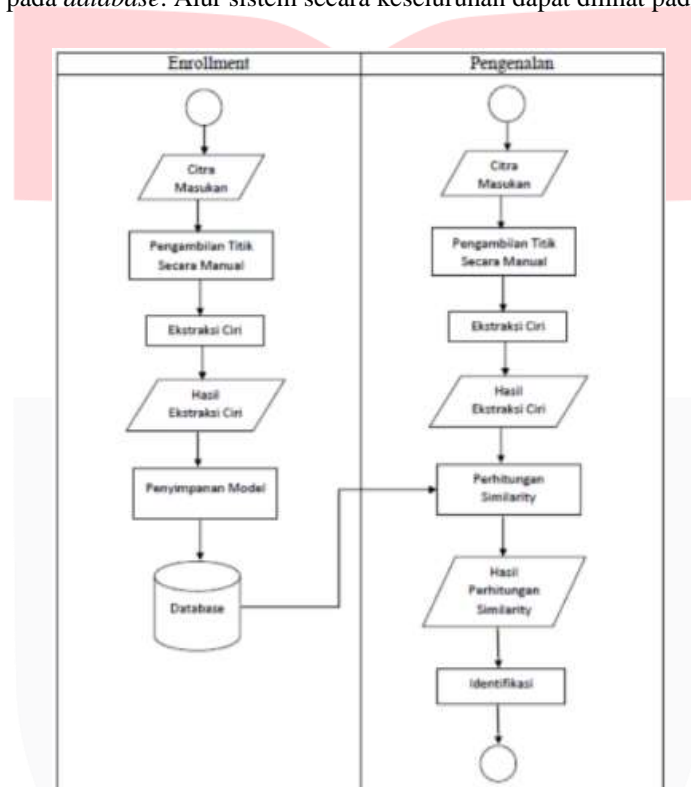 pada database. Alur sistem secara keseluruhan dapat dilihat pad
Enrollment
Citra
Masukan
Pengambilan Titik
Secara Manual
Ekstraksi Ciri
Hasil
Ekstraksi Ciri
Penyimpanan Model
Database
Pengenalan
Citra
Masukan
Pengambilan Titik
Secara Manual
Ekstraksi Ciri
Hasil
Ekstraksi Ciri
Perhitungan
Similarity
Hasil
Perhitungan
Similarity
Identifikasi